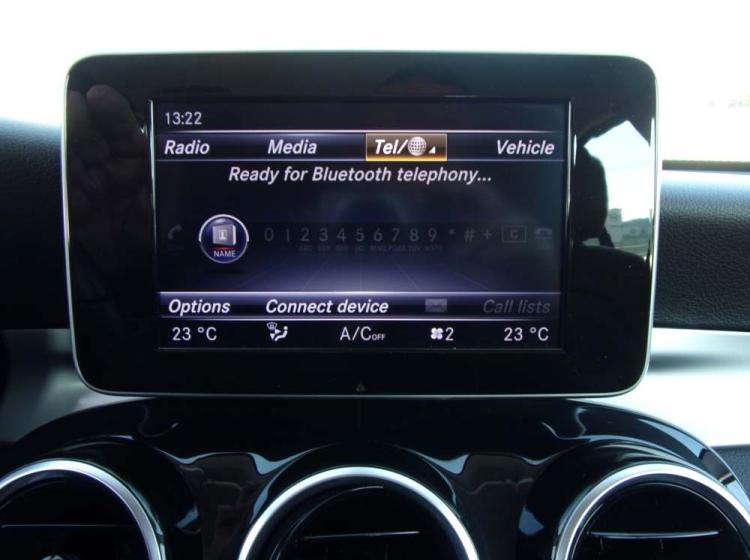 13:22
Radio Media Tel/ Vehicle
Ready for Bluetooth telephony...
0 1 2 3 4 5 6 7 8 9 * # + C
NAME
Options Connect device Call lists
23 °C A/C OFF 2 23 °C